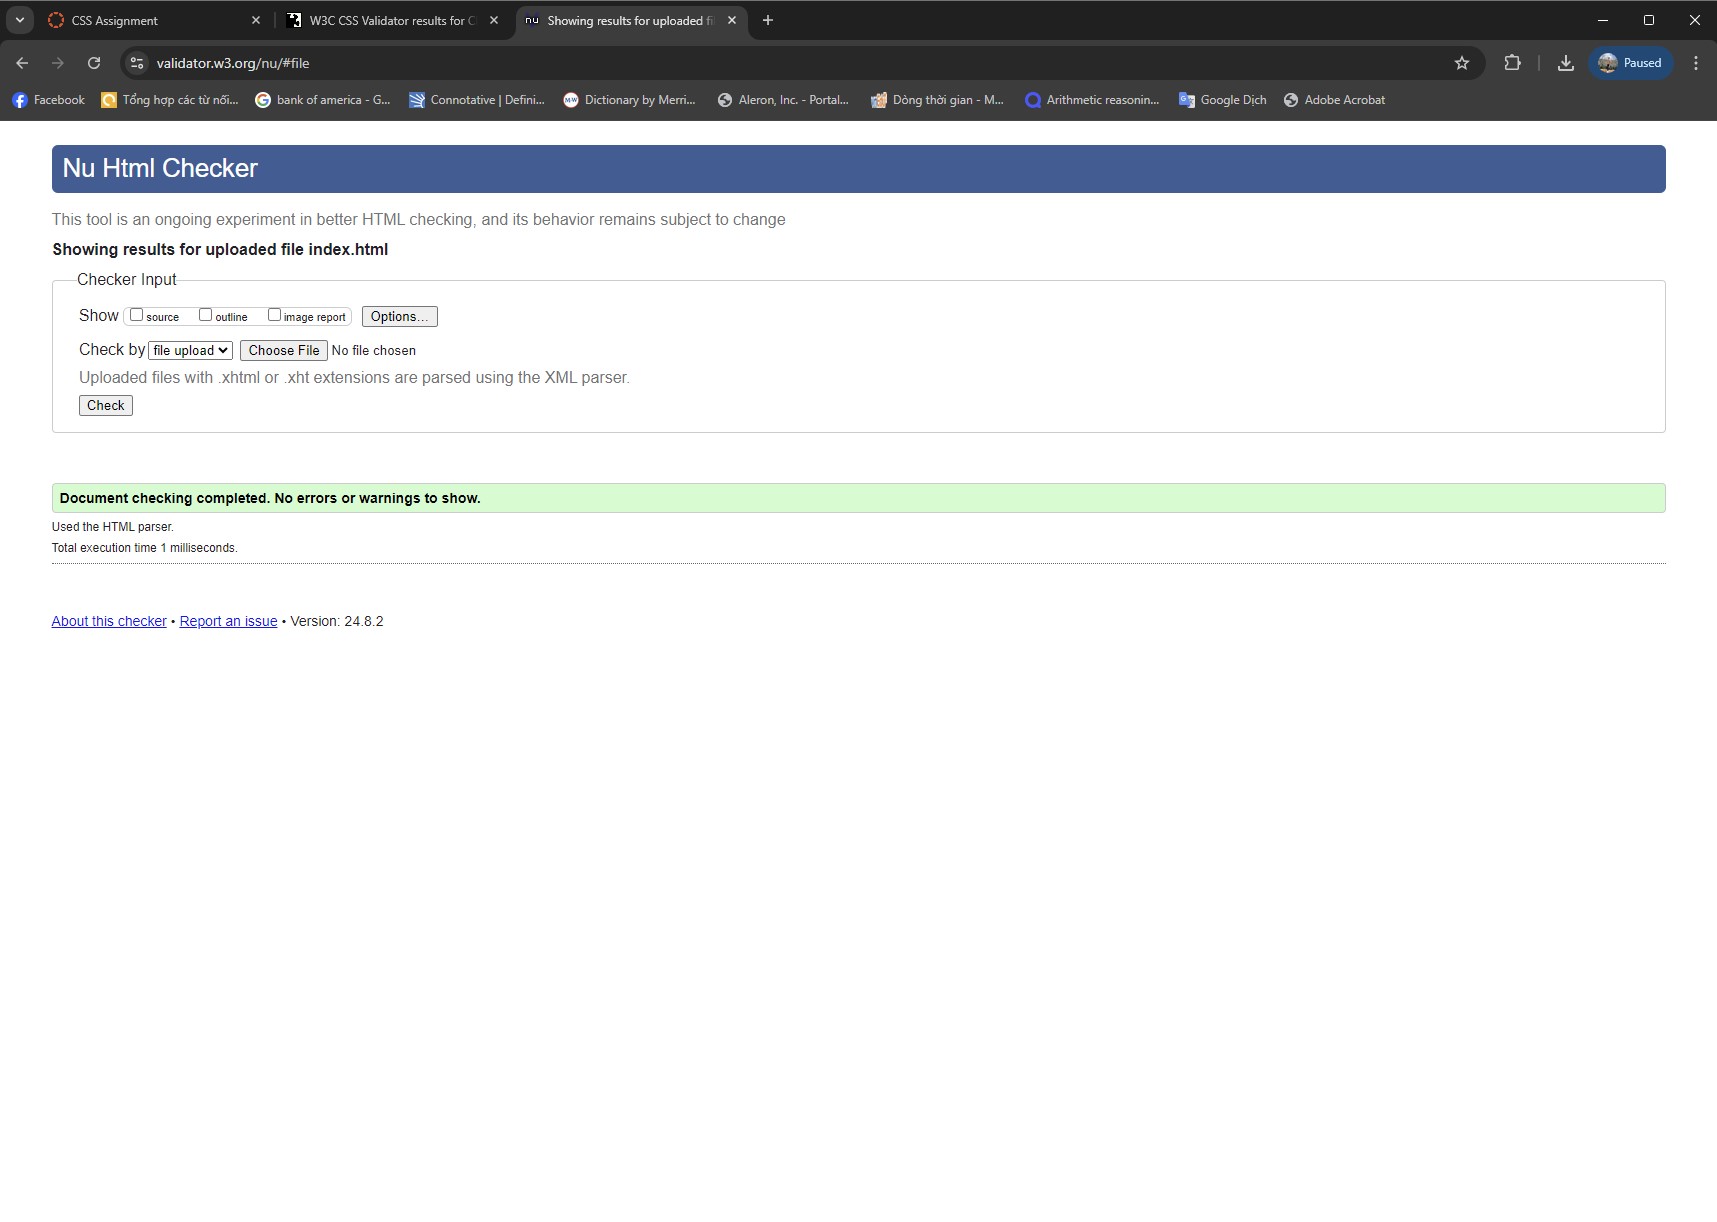 CSS Assignment
W3C CSS Validator results for C
nu Showing results for uploaded fi
validator.w3.org/nu/#file
Paused
Facebook
Tổng hợp các từ nối...
bank of america - G...
Connotative | Defini...
Dictionary by Merri...
Aleron, Inc. - Portal...
Dòng thời gian - M...
Arithmetic reasonin...
Google Dịch
Adobe Acrobat
Nu Html Checker
This tool is an ongoing experiment in better HTML checking, and its behavior remains subject to change
Showing results for uploaded file index.html
Checker Input
Show source outline image report Options...
Check by file upload Choose File No file chosen
Uploaded files with .xhtml or .xht extensions are parsed using the XML parser.
Check
Document checking completed. No errors or warnings to show.
Used the HTML parser.
Total execution time 1 milliseconds.
About this checker • Report an issue • Version: 24.8.2